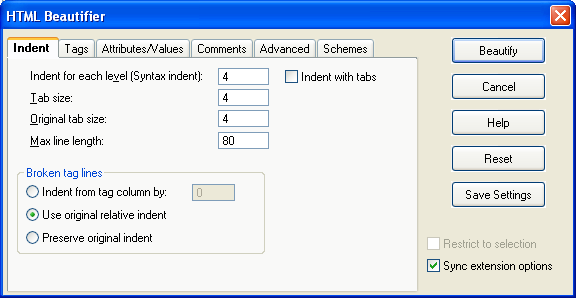 HTML Beautifier
Indent Tags Attributes/Values Comments Advanced Schemes
Indent for each level (Syntax indent): 4 Indent with tabs
Tab size: 4
Original tab size: 4
Max line length: 80
Broken tag lines
Indent from tag column by: 0
Use original relative indent
Preserve original indent
Beautify
Cancel
Help
Reset
Save Settings
Restrict to selection
Sync extension options